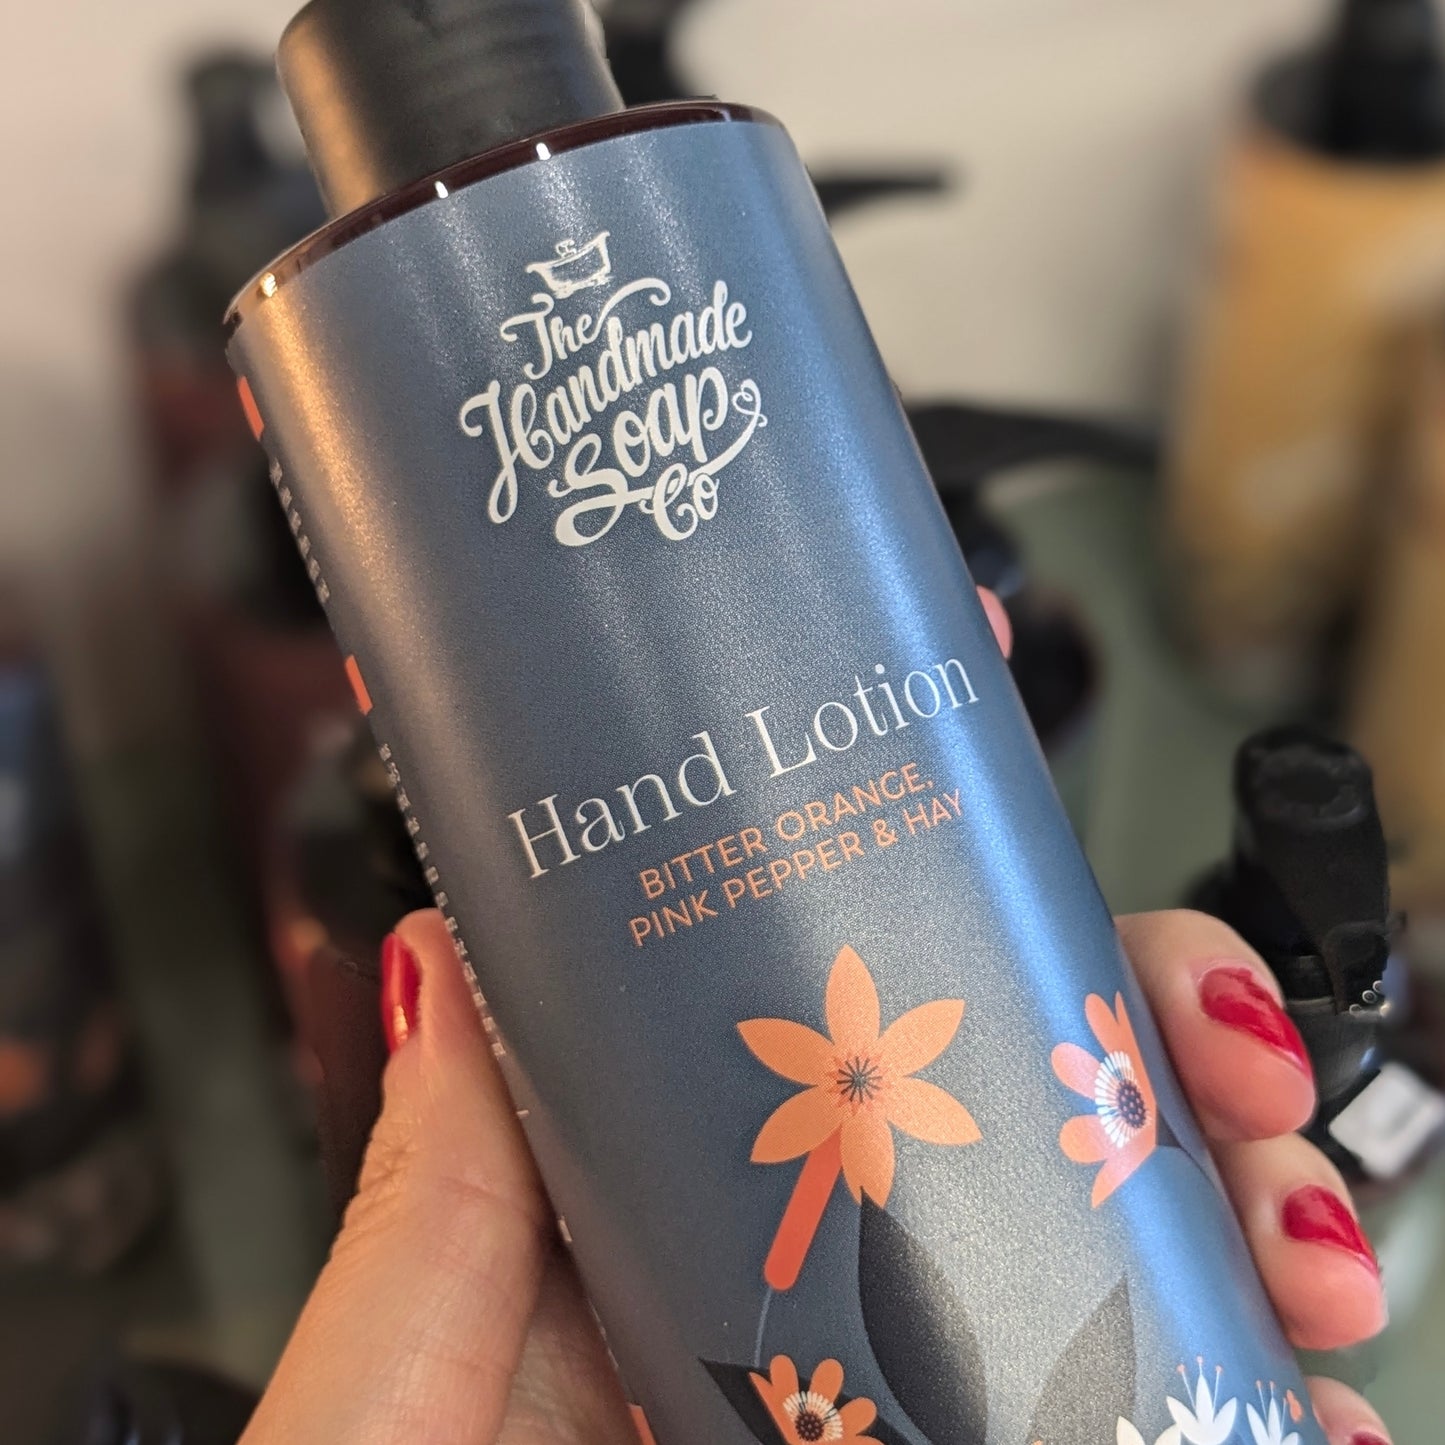 The
Handmade
Soap
Co
Hand Lotion
BITTER ORANGE,
PINK PEPPER & HAY